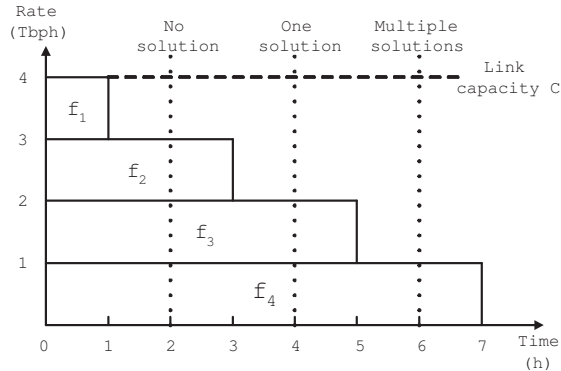 Rate
(Tbph)
No
solution
One
solution
Multiple
solutions
Link
capacity C
4
f1
3
f2
2
f3
1
f4
0 1 2 3 4 5 6 7
Time
(h)